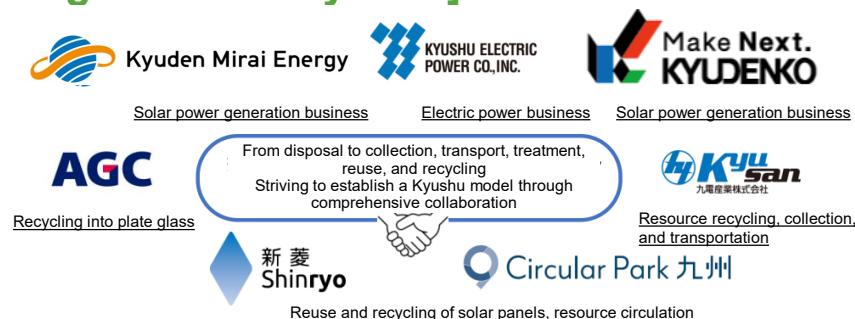 Kyuden Mirai Energy
KYUSHU ELECTRIC
POWER CO.,INC.
Make Next.
KYUDENKO
Solar power generation business
Electric power business
Solar power generation business
AGC
From disposal to collection, transport, treatment,
reuse, and recycling
Striving to establish a Kyushu model through
comprehensive collaboration
Kyusan
九電産業株式会社
Recycling into plate glass
Resource recycling, collection,
and transportation
新菱
Shinryo
Circular Park 九州
Reuse and recycling of solar panels, resource circulation